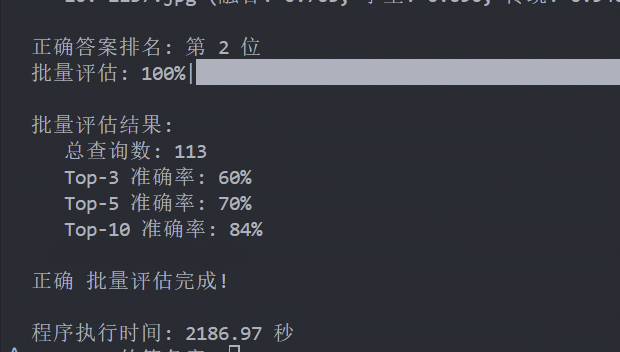 正确答案排名: 第 2 位
批量评估: 100%|
批量评估结果:
总查询数: 113
Top-3 准确率: 60%
Top-5 准确率: 70%
Top-10 准确率: 84%
正确 批量评估完成!
程序执行时间: 2186.97 秒